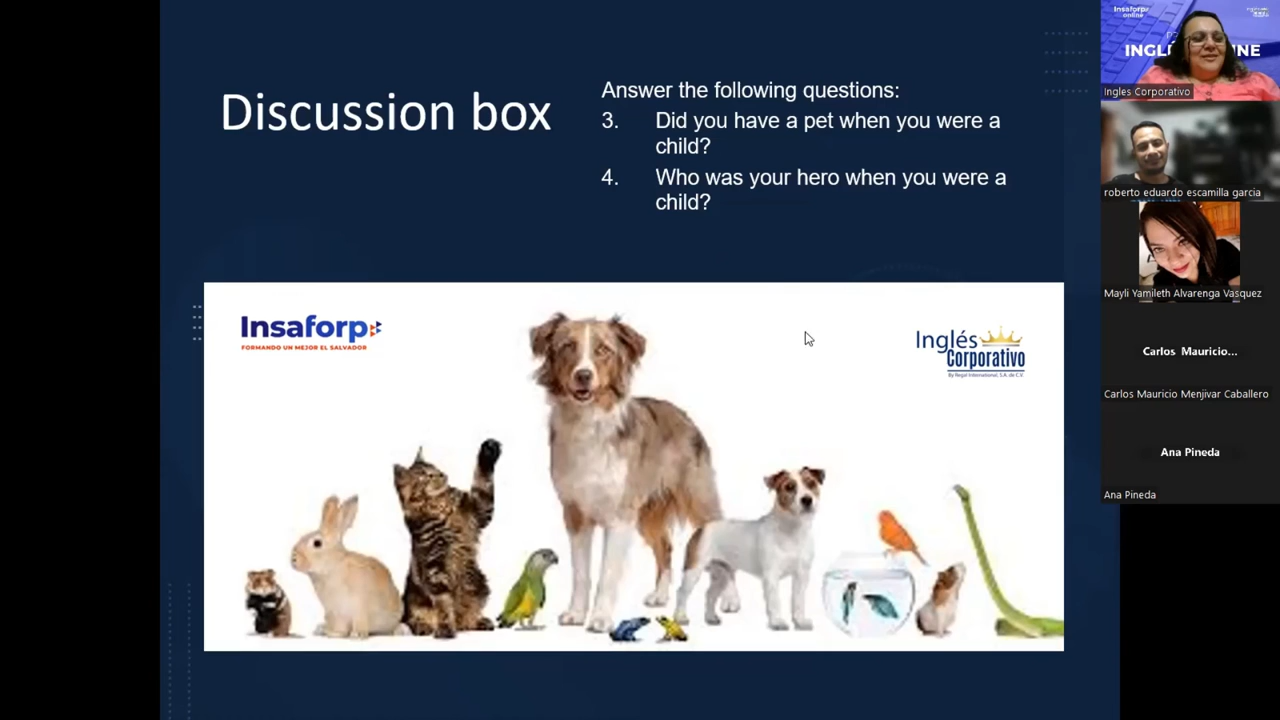 Discussion box
Answer the following questions:
3. Did you have a pet when you were a
child?
4. Who was your hero when you were a
child?
Insaforp
FORMANDO UN MEJOR EL SALVADOR
Inglés
Corporativo
By Regal International, S.A. de C.V.
Insaforp
online
INGL
NE
Ingles Corporativo
roberto eduardo escamilla garcia
Mayli Yamileth Alvarenga Vasquez
Carlos Mauricio...
Carlos Mauricio Menjivar Caballero
Ana Pineda
Ana Pineda